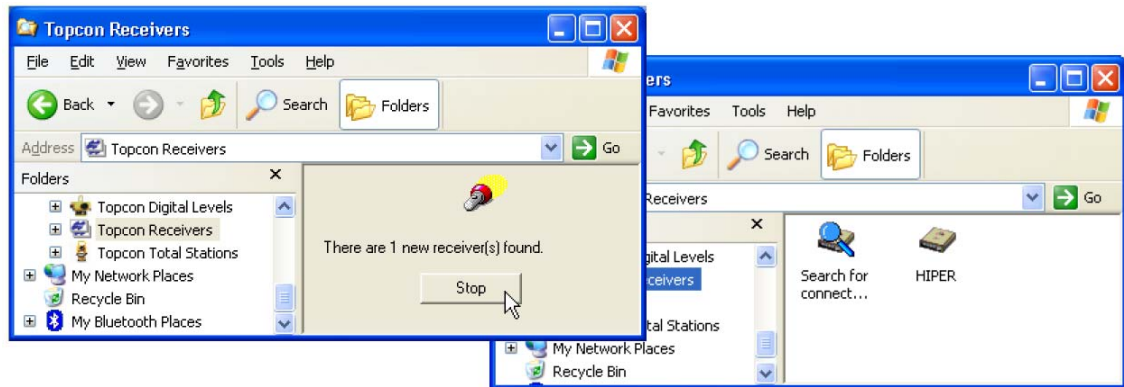 Topcon Receivers
File Edit View Favorites Tools Help
Back Search Folders
Address Topcon Receivers Go
Folders
Topcon Digital Levels
Topcon Receivers
Topcon Total Stations
My Network Places
Recycle Bin
My Bluetooth Places
There are 1 new receiver(s) found.
Stop
ers
Favorites Tools Help
Search Folders
Receivers Go
gital Levels
eceivers
tal Stations
My Network Places
Recycle Bin
Search for
connect...
HIPER